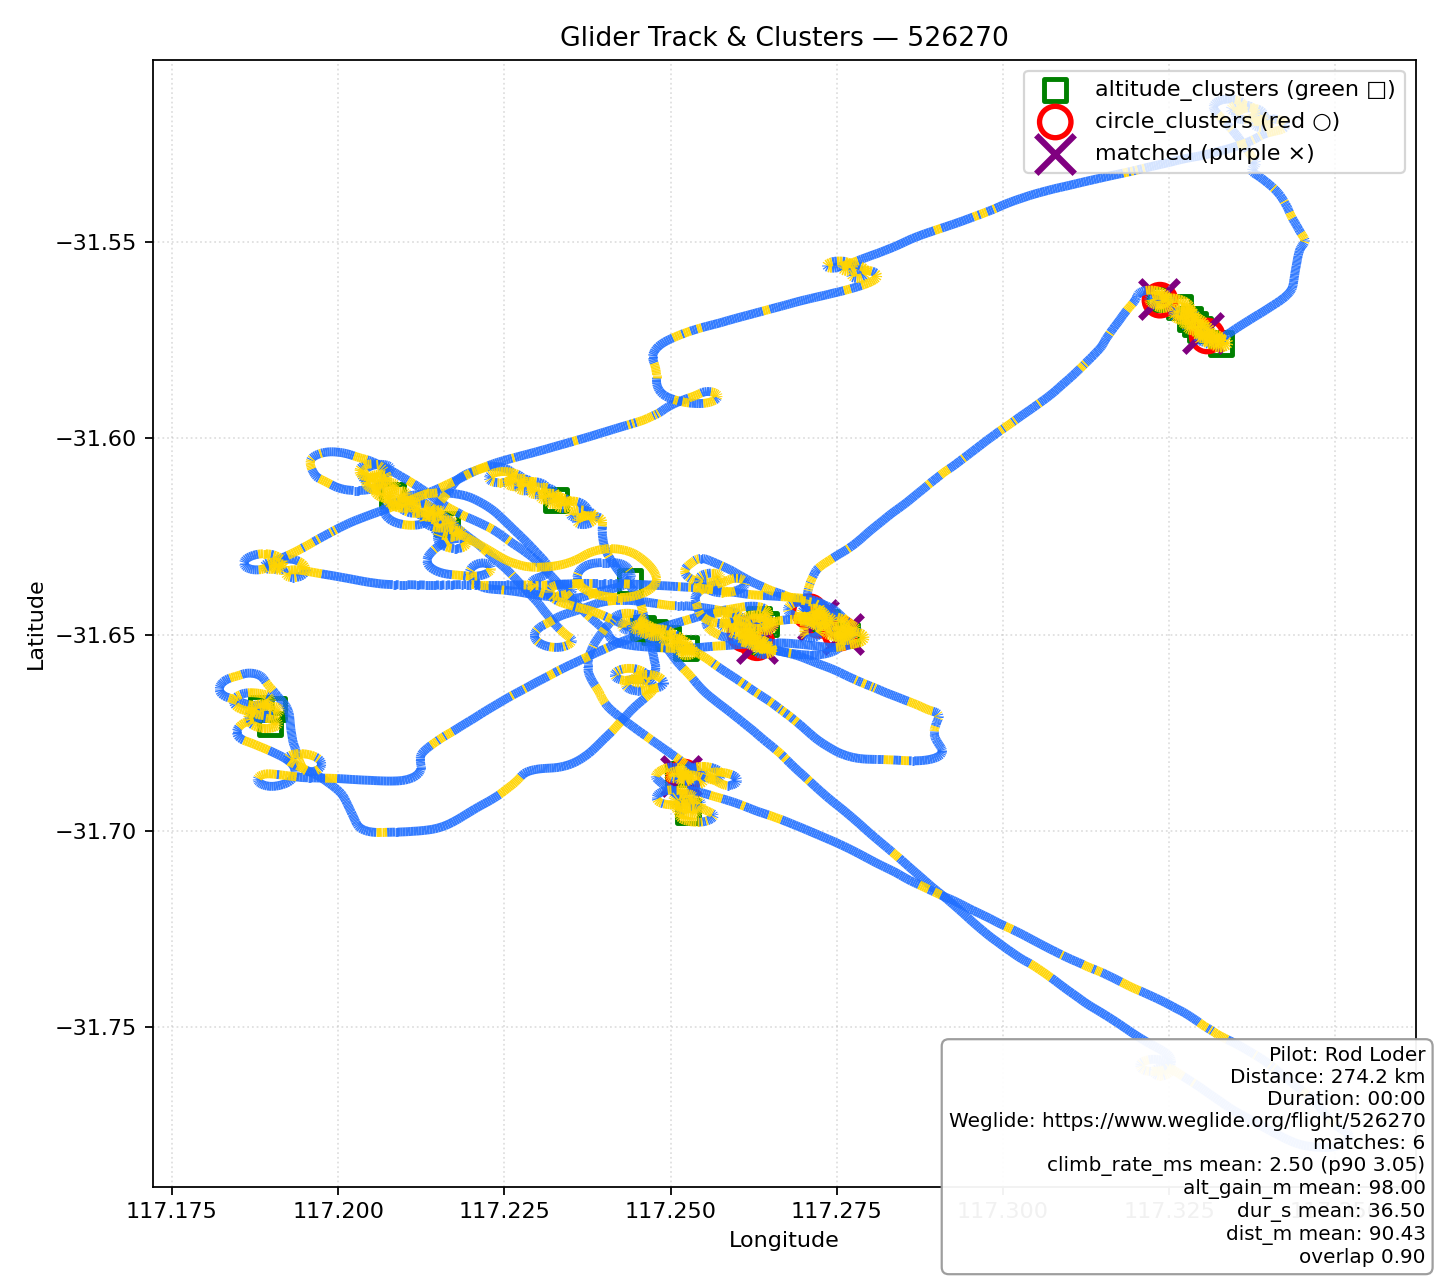 Glider Track & Clusters — 526270
altitude_clusters (green □)
circle_clusters (red ○)
matched (purple ×)
Latitude
−31.55
−31.60
−31.65
−31.70
−31.75
117.175
117.200
117.225
117.250
117.275
117.300
117.325
Longitude
Pilot: Rod Loder
Distance: 274.2 km
Duration: 00:00
Weglide: https://www.weglide.org/flight/526270
matches: 6
climb_rate_ms mean: 2.50 (p90 3.05)
alt_gain_m mean: 98.00
dur_s mean: 36.50
dist_m mean: 90.43
overlap 0.90